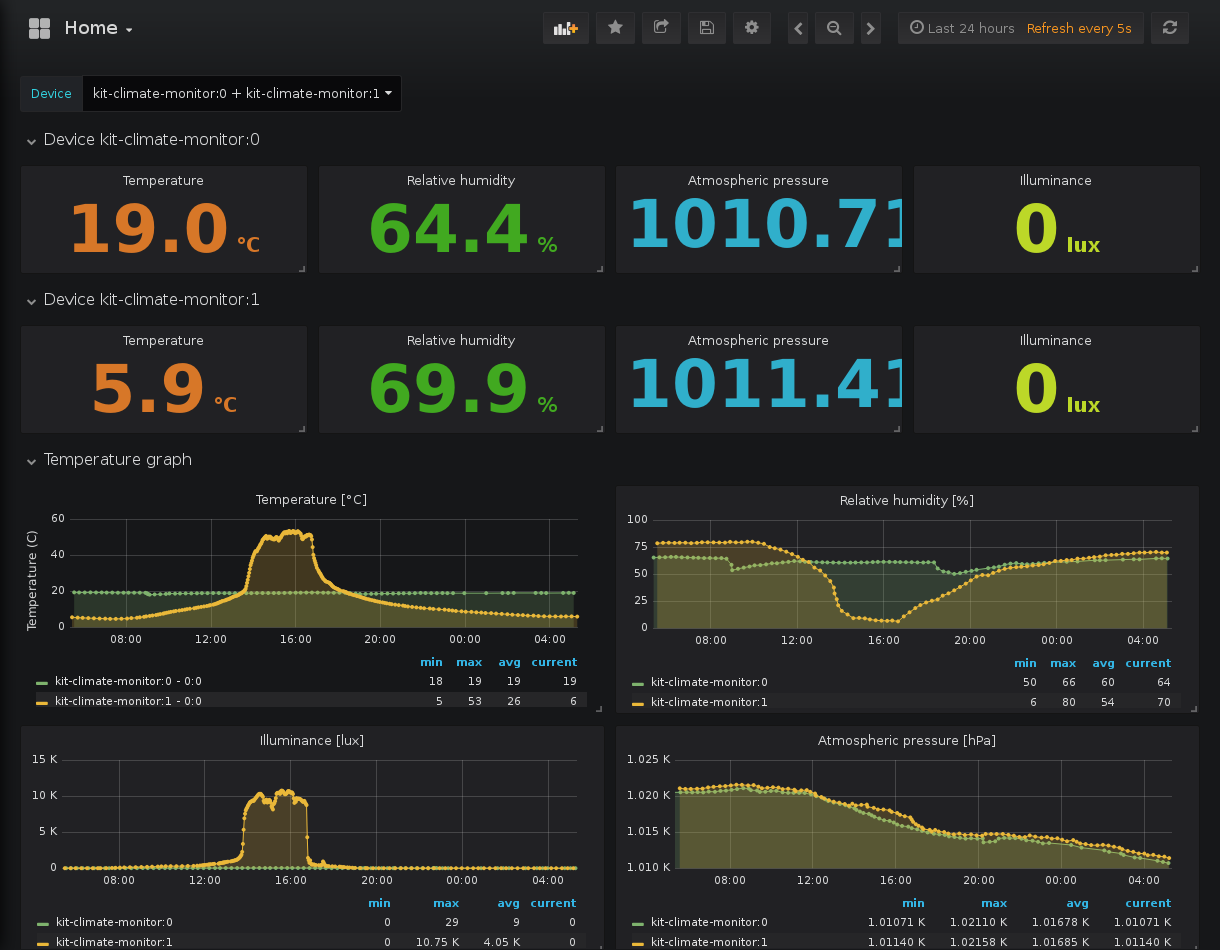 Home
Last 24 hours Refresh every 5s
Device kit-climate-monitor:0 + kit-climate-monitor:1
Device kit-climate-monitor:0
Temperature Relative humidity Atmospheric pressure Illuminance
19.0 °C 64.4 % 1010.71 0 lux
Device kit-climate-monitor:1
Temperature Relative humidity Atmospheric pressure Illuminance
5.9 °C 69.9 % 1011.41 0 lux
Temperature graph
Temperature [°C]
Temperature (C)
60
40
20
0
08:00 12:00 16:00 20:00 00:00 04:00
min max avg current
kit-climate-monitor:0 - 0:0 18 19 19 19
kit-climate-monitor:1 - 0:0 5 53 26 6
Relative humidity [%]
100
75
50
25
0
08:00 12:00 16:00 20:00 00:00 04:00
min max avg current
kit-climate-monitor:0 50 66 60 64
kit-climate-monitor:1 6 80 54 70
Illuminance [lux]
15 K
10 K
5 K
0
08:00 12:00 16:00 20:00 00:00 04:00
min max avg current
kit-climate-monitor:0 0 29 9 0
kit-climate-monitor:1 0 10.75 K 4.05 K 0
Atmospheric pressure [hPa]
1.025 K
1.020 K
1.015 K
1.010 K
08:00 12:00 16:00 20:00 00:00 04:00
min max avg current
kit-climate-monitor:0 1.01071 K 1.02110 K 1.01678 K 1.01071 K
kit-climate-monitor:1 1.01140 K 1.02158 K 1.01685 K 1.01140 K